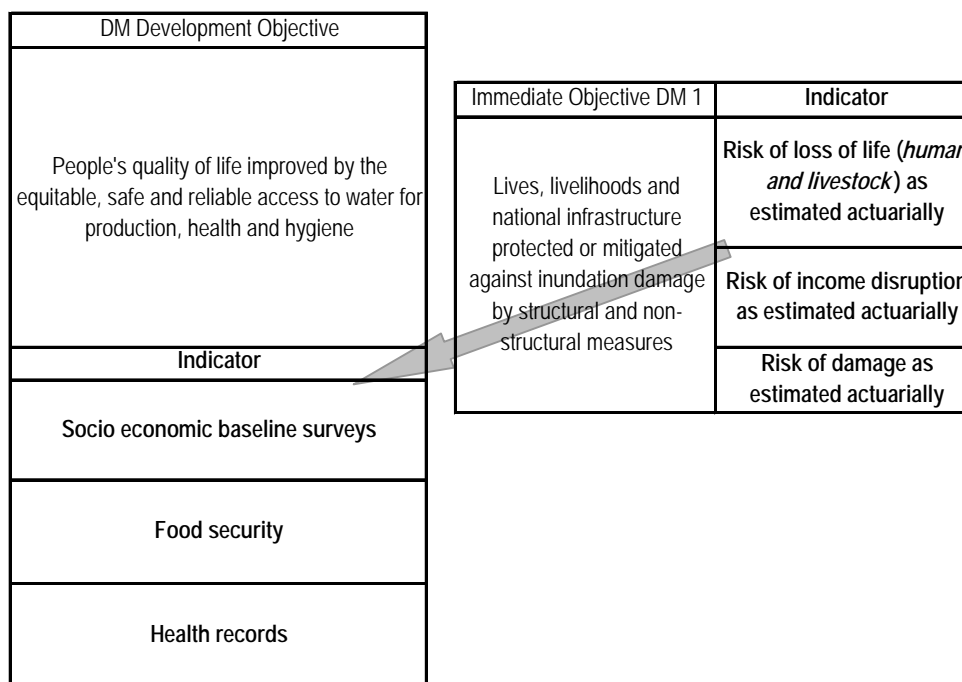 DM Development Objective
People's quality of life improved by the
equitable, safe and reliable access to water for
production, health and hygiene
Indicator
Socio economic baseline surveys
Food security
Health records
Immediate Objective DM 1
Indicator
Lives, livelihoods and
national infrastructure
protected or mitigated
against inundation damage
by structural and non-
structural measures
Risk of loss of life (human
and livestock) as
estimated actuarially
Risk of income disruption
as estimated actuarially
Risk of damage as
estimated actuarially